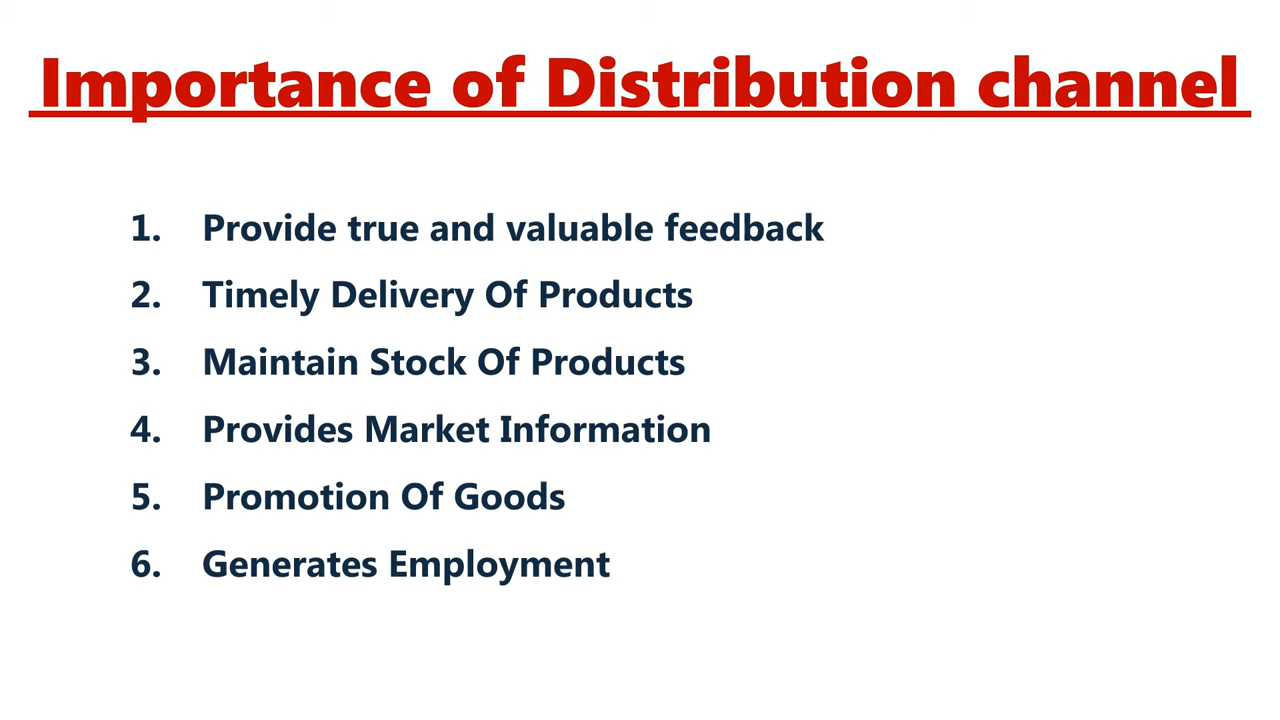 Importance of Distribution channel
1. Provide true and valuable feedback
2. Timely Delivery Of Products
3. Maintain Stock Of Products
4. Provides Market Information
5. Promotion Of Goods
6. Generates Employment